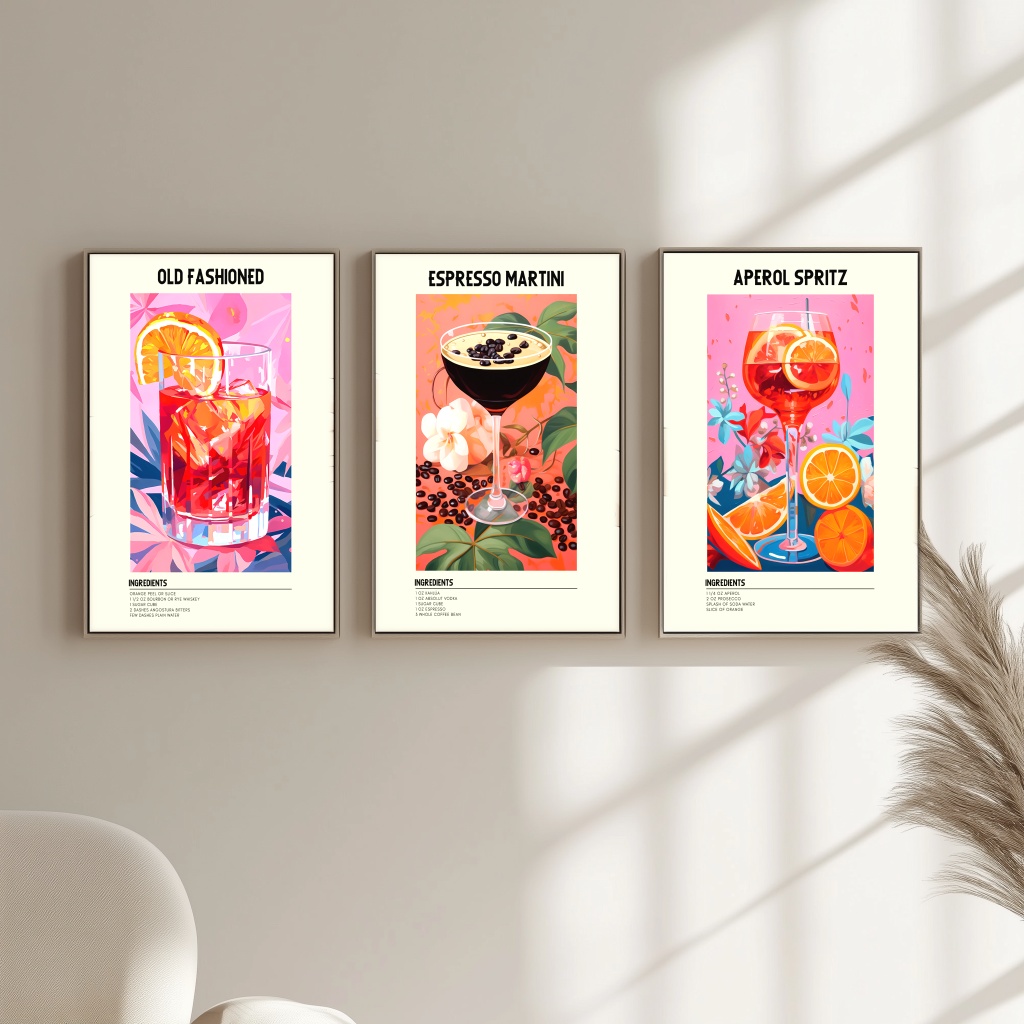 OLD FASHIONED
INGREDIENTS
ORANGE PEEL OR SLICE
1 1/2 OZ BOURBON OR RYE WHISKEY
1 SUGAR CUBE
2 DASHES ANGOSTURA BITTERS
FEW DASHES PLAIN WATER
ESPRESSO MARTINI
INGREDIENTS
1 OZ KAHLUA
1 OZ ABSOLUT VODKA
1 SUGAR CUBE
1 OZ ESPRESSO
3 WHOLE COFFEE BEAN
APEROL SPRITZ
INGREDIENTS
1 1/4 OZ APEROL
2 OZ PROSECCO
SPLASH OF SODA WATER
SLICE OF ORANGE